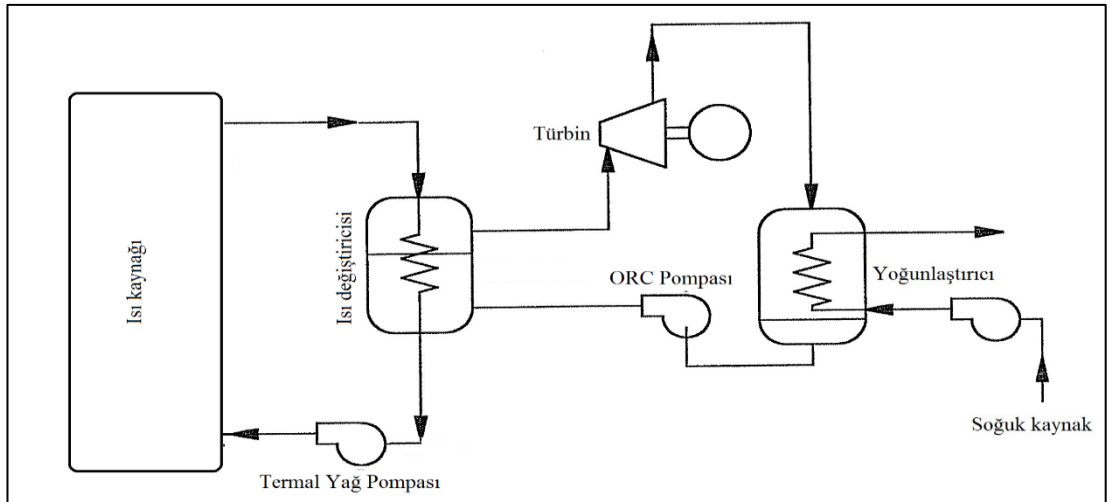 Isı kaynağı
Isı değiştiricisi
Türbin
ORC Pompası
Yoğunlaştırıcı
Termal Yağ Pompası
Soğuk kaynak